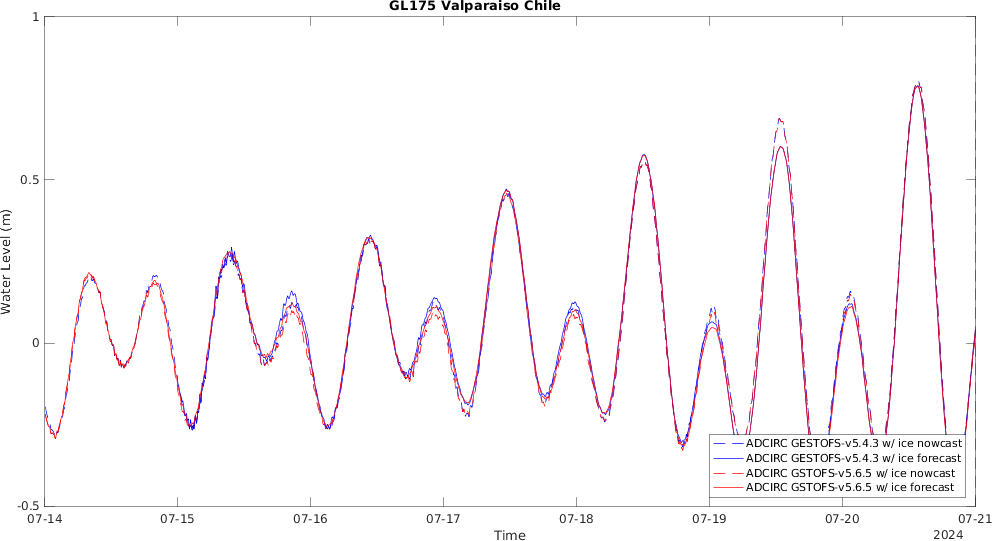 GL175 Valparaiso Chile
1
0.5
0
-0.5
Water Level (m)
07-14 07-15 07-16 07-17 07-18 07-19 07-20 07-21
Time
2024
ADCIRC GESTOFS-v5.4.3 w/ ice nowcast
ADCIRC GESTOFS-v5.4.3 w/ ice forecast
ADCIRC GSTOFS-v5.6.5 w/ ice nowcast
ADCIRC GSTOFS-v5.6.5 w/ ice forecast